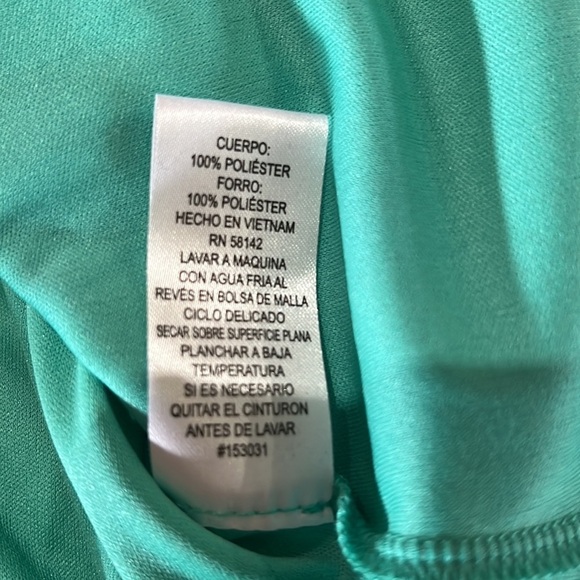 CUERPO:
100% POLIÉSTER
FORRO:
100% POLIÉSTER
HECHO EN VIETNAM
RN 58142
LAVAR A MAQUINA
CON AGUA FRIA AL
REVÉS EN BOLSA DE MALLA
CICLO DELICADO
SECAR SOBRE SUPERFICIE PLANA
PLANCHAR A BAJA
TEMPERATURA
SI ES NECESARIO
QUITAR EL CINTURON
ANTES DE LAVAR
#153031